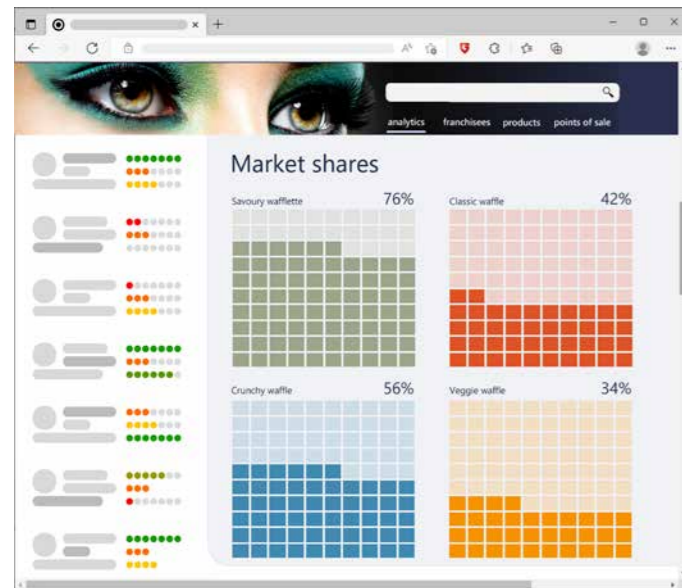 analytics franchisees products points of sale
Market shares
Savoury wafflette 76%
Classic waffle 42%
Crunchy waffle 56%
Veggie waffle 34%